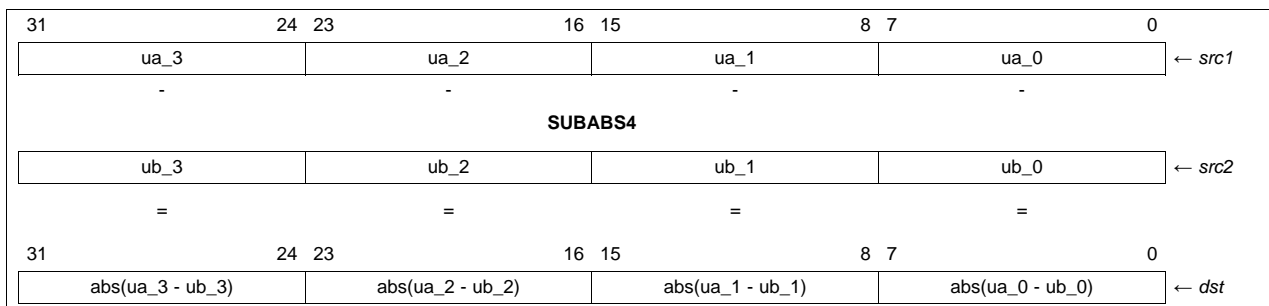 31 24 23 16 15 8 7 0
ua_3 ua_2 ua_1 ua_0 ← src1
- - - -
SUBABS4
ub_3 ub_2 ub_1 ub_0 ← src2
= = = =
31 24 23 16 15 8 7 0
abs(ua_3 - ub_3) abs(ua_2 - ub_2) abs(ua_1 - ub_1) abs(ua_0 - ub_0) ← dst